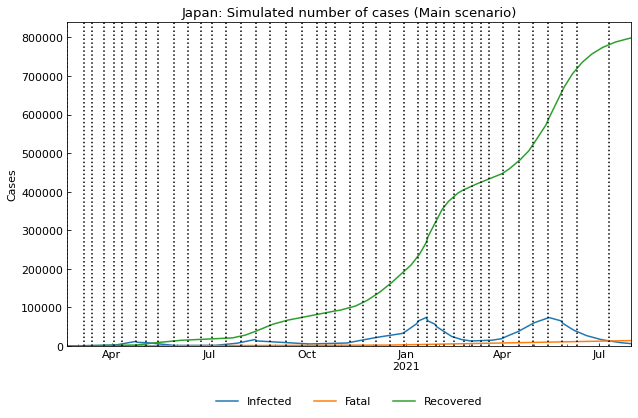 Japan: Simulated number of cases (Main scenario)
800000
700000
600000
500000
400000
300000
200000
100000
0
Cases
Apr Jul Oct Jan Apr Jul
2021
Infected Fatal Recovered